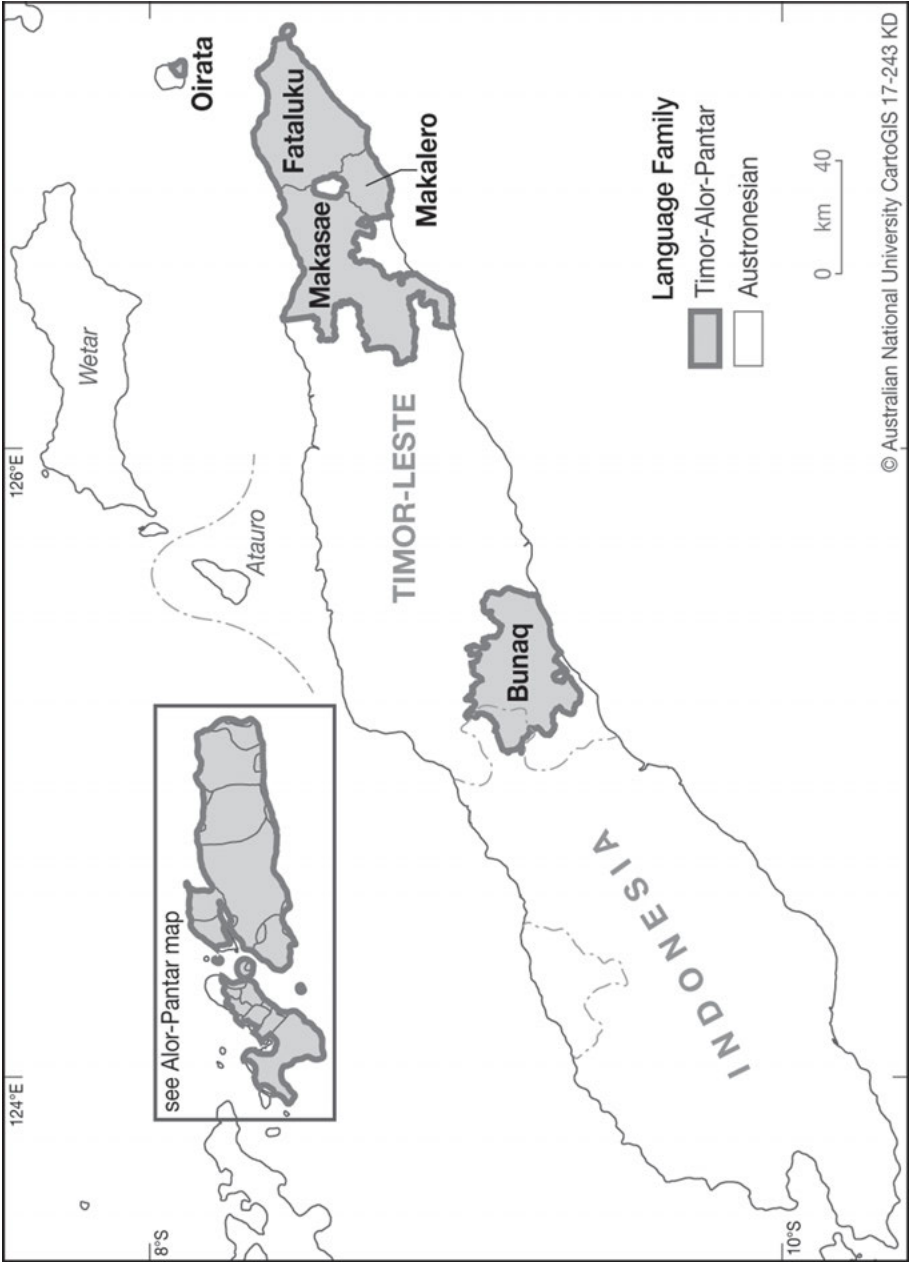 124°E
126°E
8°S
10°S
see Alor-Pantar map
Wetar
Atauro
Oirata
Fataluku
Makasae
Makalero
TIMOR-LESTE
Bunaq
INDONESIA
Language Family
Timor-Alor-Pantar
Austronesian
0 km 40
© Australian National University CartoGIS 17-243 KD